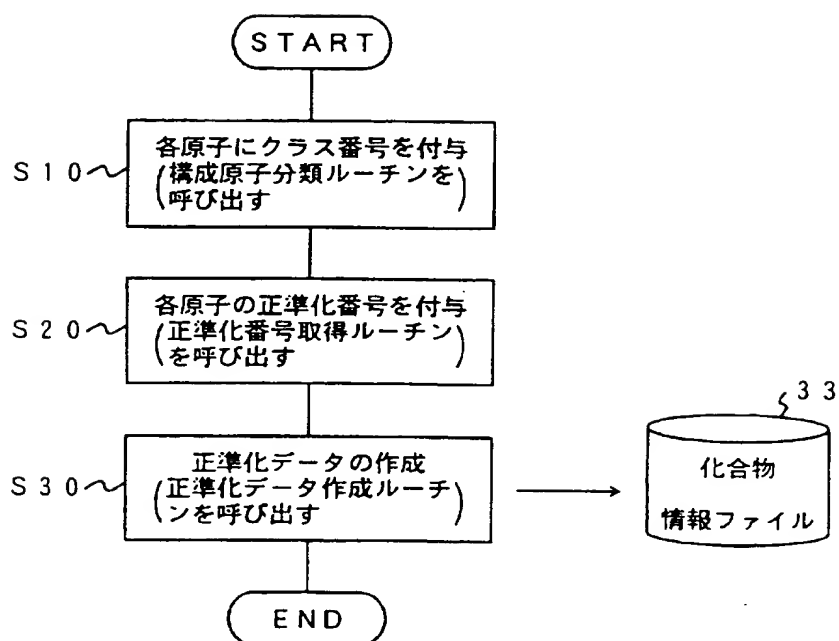 START
S10
各原子にクラス番号を付与
(構成原子分類ルーチンを
呼び出す)
S20
各原子の正準化番号を付与
(正準化番号取得ルーチン
を呼び出す)
S30
正準化データの作成
(正準化データ作成ルーチ
ンを呼び出す)
33
化合物
情報ファイル
END